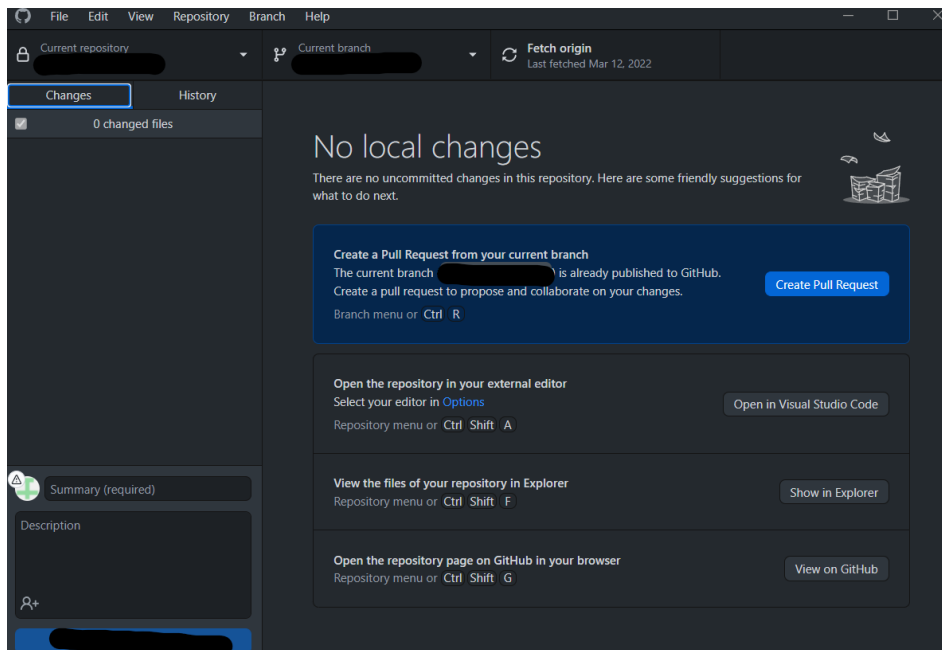 File Edit View Repository Branch Help
Current repository
Current branch
Fetch origin
Last fetched Mar 12, 2022
Changes History
0 changed files
No local changes
There are no uncommitted changes in this repository. Here are some friendly suggestions for
what to do next.
Create a Pull Request from your current branch
The current branch is already published to GitHub.
Create a pull request to propose and collaborate on your changes.
Branch menu or Ctrl R
Create Pull Request
Open the repository in your external editor
Select your editor in Options
Repository menu or Ctrl Shift A
Open in Visual Studio Code
View the files of your repository in Explorer
Repository menu or Ctrl Shift F
Show in Explorer
Open the repository page on GitHub in your browser
Repository menu or Ctrl Shift G
View on GitHub
Summary (required)
Description